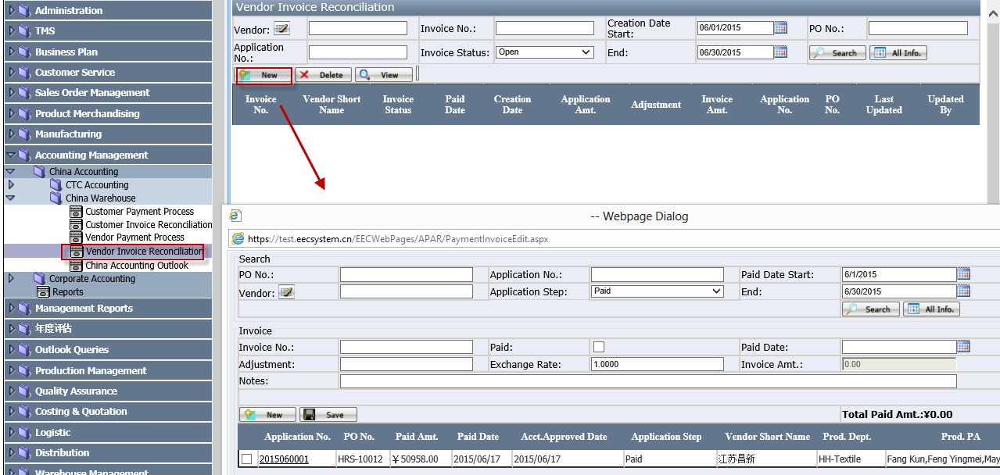 Administration
TMS
Business Plan
Customer Service
Sales Order Management
Product Merchandising
Manufacturing
Accounting Management
China Accounting
CTC Accounting
China Warehouse
Customer Payment Process
Customer Invoice Reconciliation
Vendor Payment Process
Vendor Invoice Reconciliation
China Accounting Outlook
Corporate Accounting
Reports
Management Reports
年度评估
Outlook Queries
Production Management
Quality Assurance
Costing & Quotation
Logistic
Distribution
Warehouse Management
Vendor Invoice Reconciliation
Vendor: Invoice No.: Creation Date Start: 06/01/2015 PO No.:
Application No.: Invoice Status: Open End: 06/30/2015 Search All Info.
New Delete View
Invoice No. Vendor Short Name Invoice Status Paid Date Creation Date Application Amt. Adjustment Invoice Amt. Application No. PO No. Last Updated Updated By
-- Webpage Dialog
https://test.eecsystem.cn/EECWebPages/APAR/PaymentInvoiceEdit.aspx
Search
PO No.: Application No.: Paid Date Start: 6/1/2015
Vendor: Application Step: Paid End: 6/30/2015
Search All Info.
Invoice
Invoice No.: Paid: Paid Date:
Adjustment: Exchange Rate: 1.0000 Invoice Amt.: 0.00
Notes:
New Save Total Paid Amt.:¥0.00
Application No. PO No. Paid Amt. Paid Date Acct.Approved Date Application Step Vendor Short Name Prod. Dept. Prod. PA
2015060001 HRS-10012 ￥50958.00 2015/06/17 2015/06/17 Paid 江苏昌新 HH-Textile Fang Kun,Feng Yingmei,May